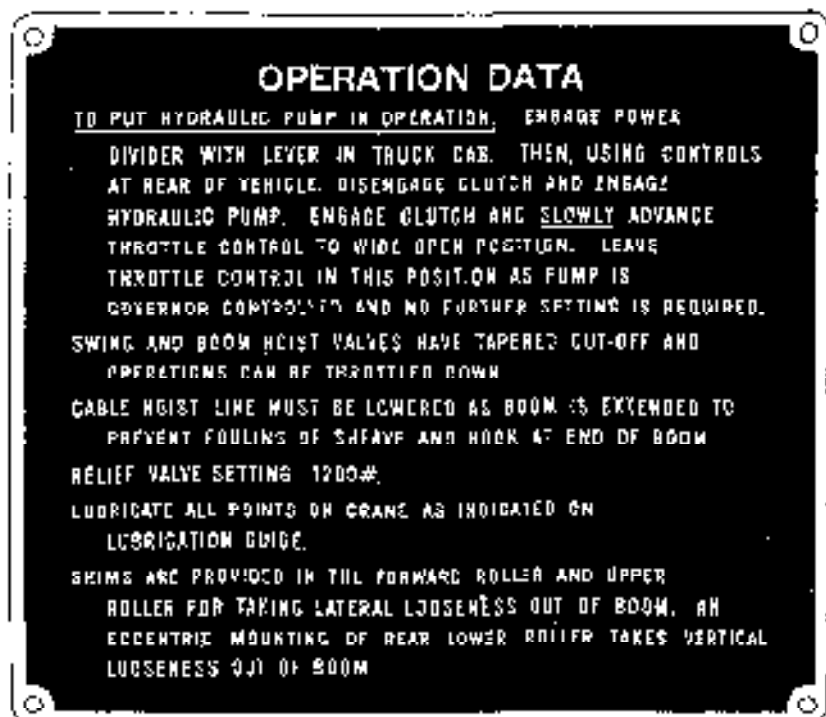 OPERATION DATA
TO PUT HYDRAULIC PUMP IN OPERATION, ENGAGE POWER
DIVIDER WITH LEVER IN TRUCK CAB. THEN, USING CONTROLS
AT REAR OF VEHICLE, DISENGAGE CLUTCH AND ENGAGE
HYDRAULIC PUMP. ENGAGE CLUTCH AND SLOWLY ADVANCE
THROTTLE CONTROL TO WIDE OPEN POSITION. LEAVE
THROTTLE CONTROL IN THIS POSITION AS PUMP IS
GOVERNOR CONTROLLED AND NO FURTHER SETTING IS REQUIRED.
SWING AND BOOM HOIST VALVES HAVE TAPERED CUT-OFF AND
OPERATIONS CAN BE THROTTLED DOWN
CABLE HOIST LINE MUST BE LOWERED AS BOOM IS EXTENDED TO
PREVENT FOULING OF SHEAVE AND HOOK AT END OF BOOM
RELIEF VALVE SETTING 1200#.
LUBRICATE ALL POINTS ON CRANE AS INDICATED ON
LUBRICATION GUIDE.
SHIMS ARE PROVIDED IN THE FORWARD ROLLER AND UPPER
ROLLER FOR TAKING LATERAL LOOSENESS OUT OF BOOM. AN
ECCENTRIC MOUNTING OF REAR LOWER ROLLER TAKES VERTICAL
LOOSENESS OUT OF BOOM